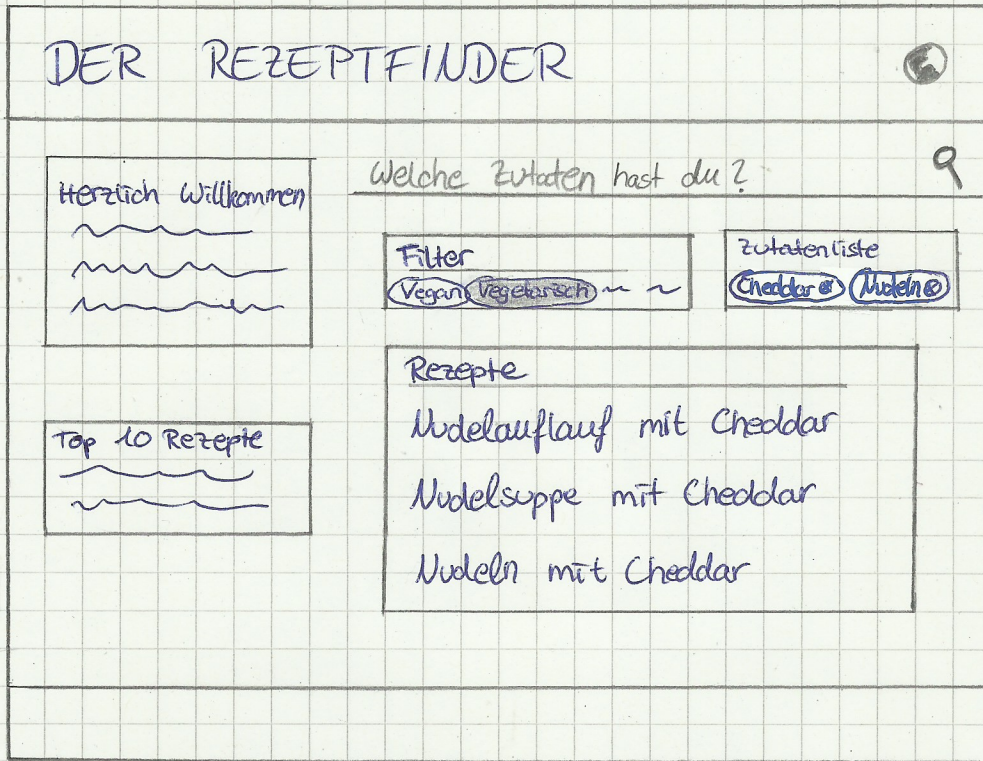 DER REZEPTFINDER
Herzlich Willkommen
Welche Zutaten hast du?
Filter
Vegan Vegetarisch
Zutatenliste
Cheddar Nudeln
Rezepte
Nudelauflauf mit Cheddar
Nudelsuppe mit Cheddar
Nudeln mit Cheddar
Top 10 Rezepte